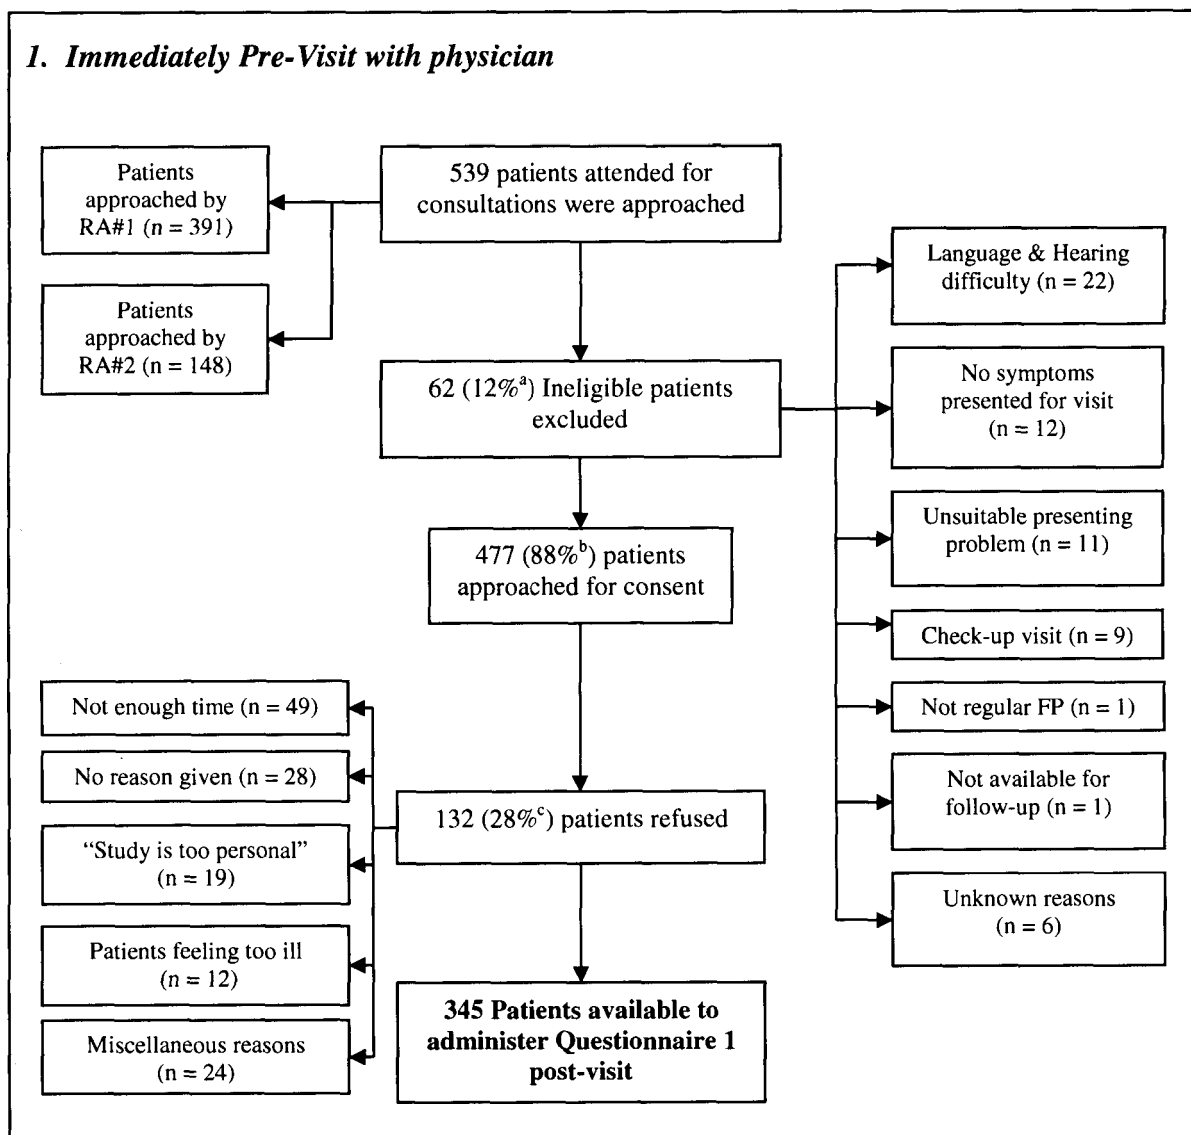 1. Immediately Pre-Visit with physician
Patients
approached by
RA#1 (n = 391)
539 patients attended for
consultations were approached
Patients
approached by
RA#2 (n = 148)
Language & Hearing
difficulty (n = 22)
62 (12%ᵃ) Ineligible patients
excluded
No symptoms
presented for visit
(n = 12)
Unsuitable presenting
problem (n = 11)
477 (88%ᵇ) patients
approached for consent
Check-up visit (n = 9)
Not regular FP (n = 1)
Not available for
follow-up (n = 1)
Unknown reasons
(n = 6)
Not enough time (n = 49)
No reason given (n = 28)
132 (28%ᶜ) patients refused
“Study is too personal”
(n = 19)
Patients feeling too ill
(n = 12)
Miscellaneous reasons
(n = 24)
345 Patients available to
administer Questionnaire 1
post-visit